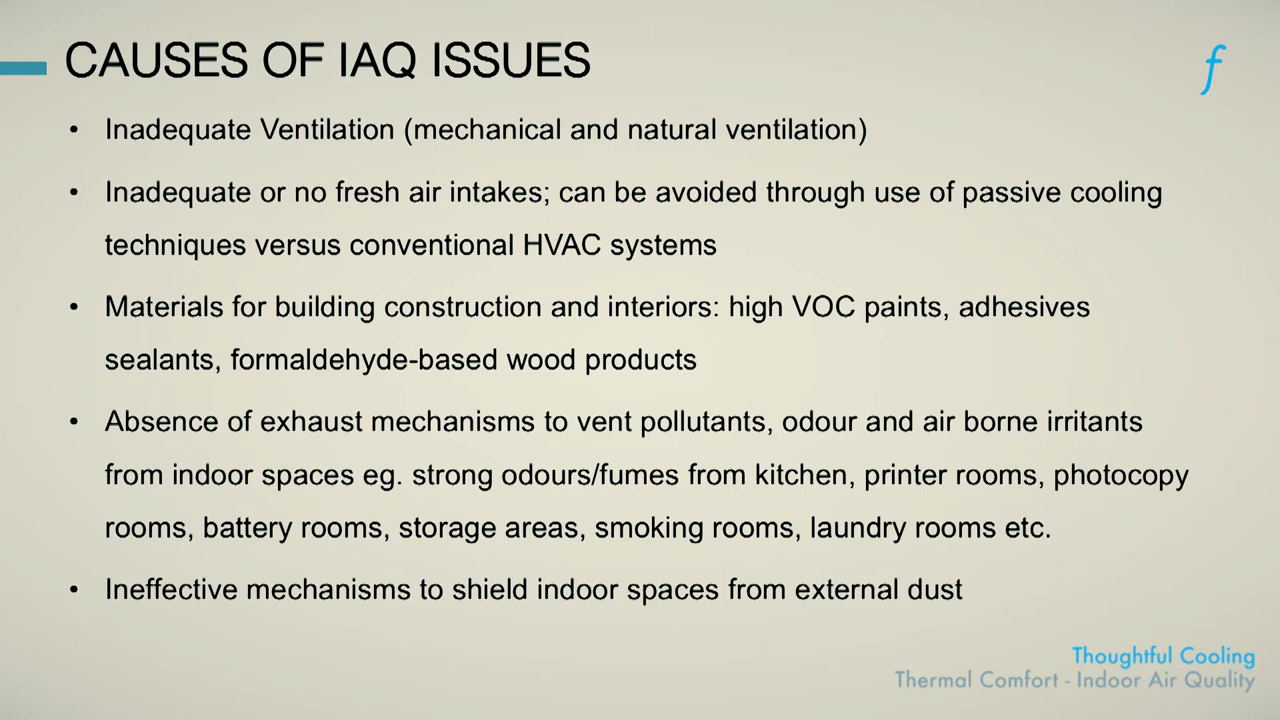 CAUSES OF IAQ ISSUES
f
• Inadequate Ventilation (mechanical and natural ventilation)
• Inadequate or no fresh air intakes; can be avoided through use of passive cooling
techniques versus conventional HVAC systems
• Materials for building construction and interiors: high VOC paints, adhesives
sealants, formaldehyde-based wood products
• Absence of exhaust mechanisms to vent pollutants, odour and air borne irritants
from indoor spaces eg. strong odours/fumes from kitchen, printer rooms, photocopy
rooms, battery rooms, storage areas, smoking rooms, laundry rooms etc.
• Ineffective mechanisms to shield indoor spaces from external dust
Thoughtful Cooling
Thermal Comfort - Indoor Air Quality